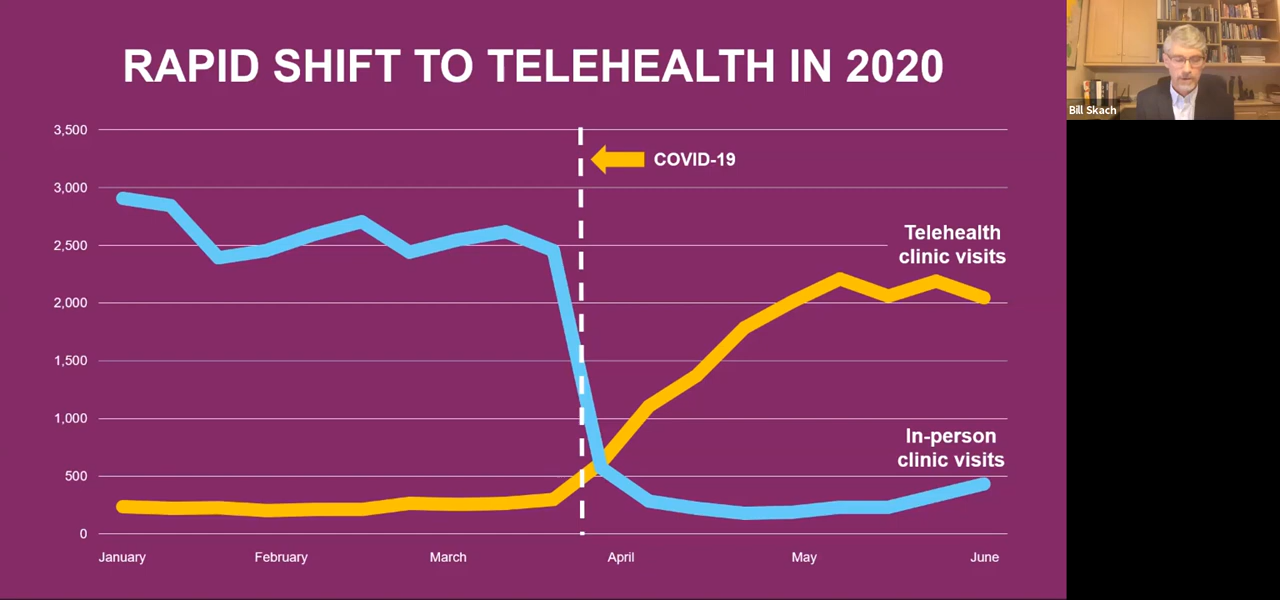 RAPID SHIFT TO TELEHEALTH IN 2020
Bill Skach
3,500
COVID-19
3,000
Telehealth
clinic visits
2,500
2,000
1,500
1,000
In-person
clinic visits
500
0
January February March April May June